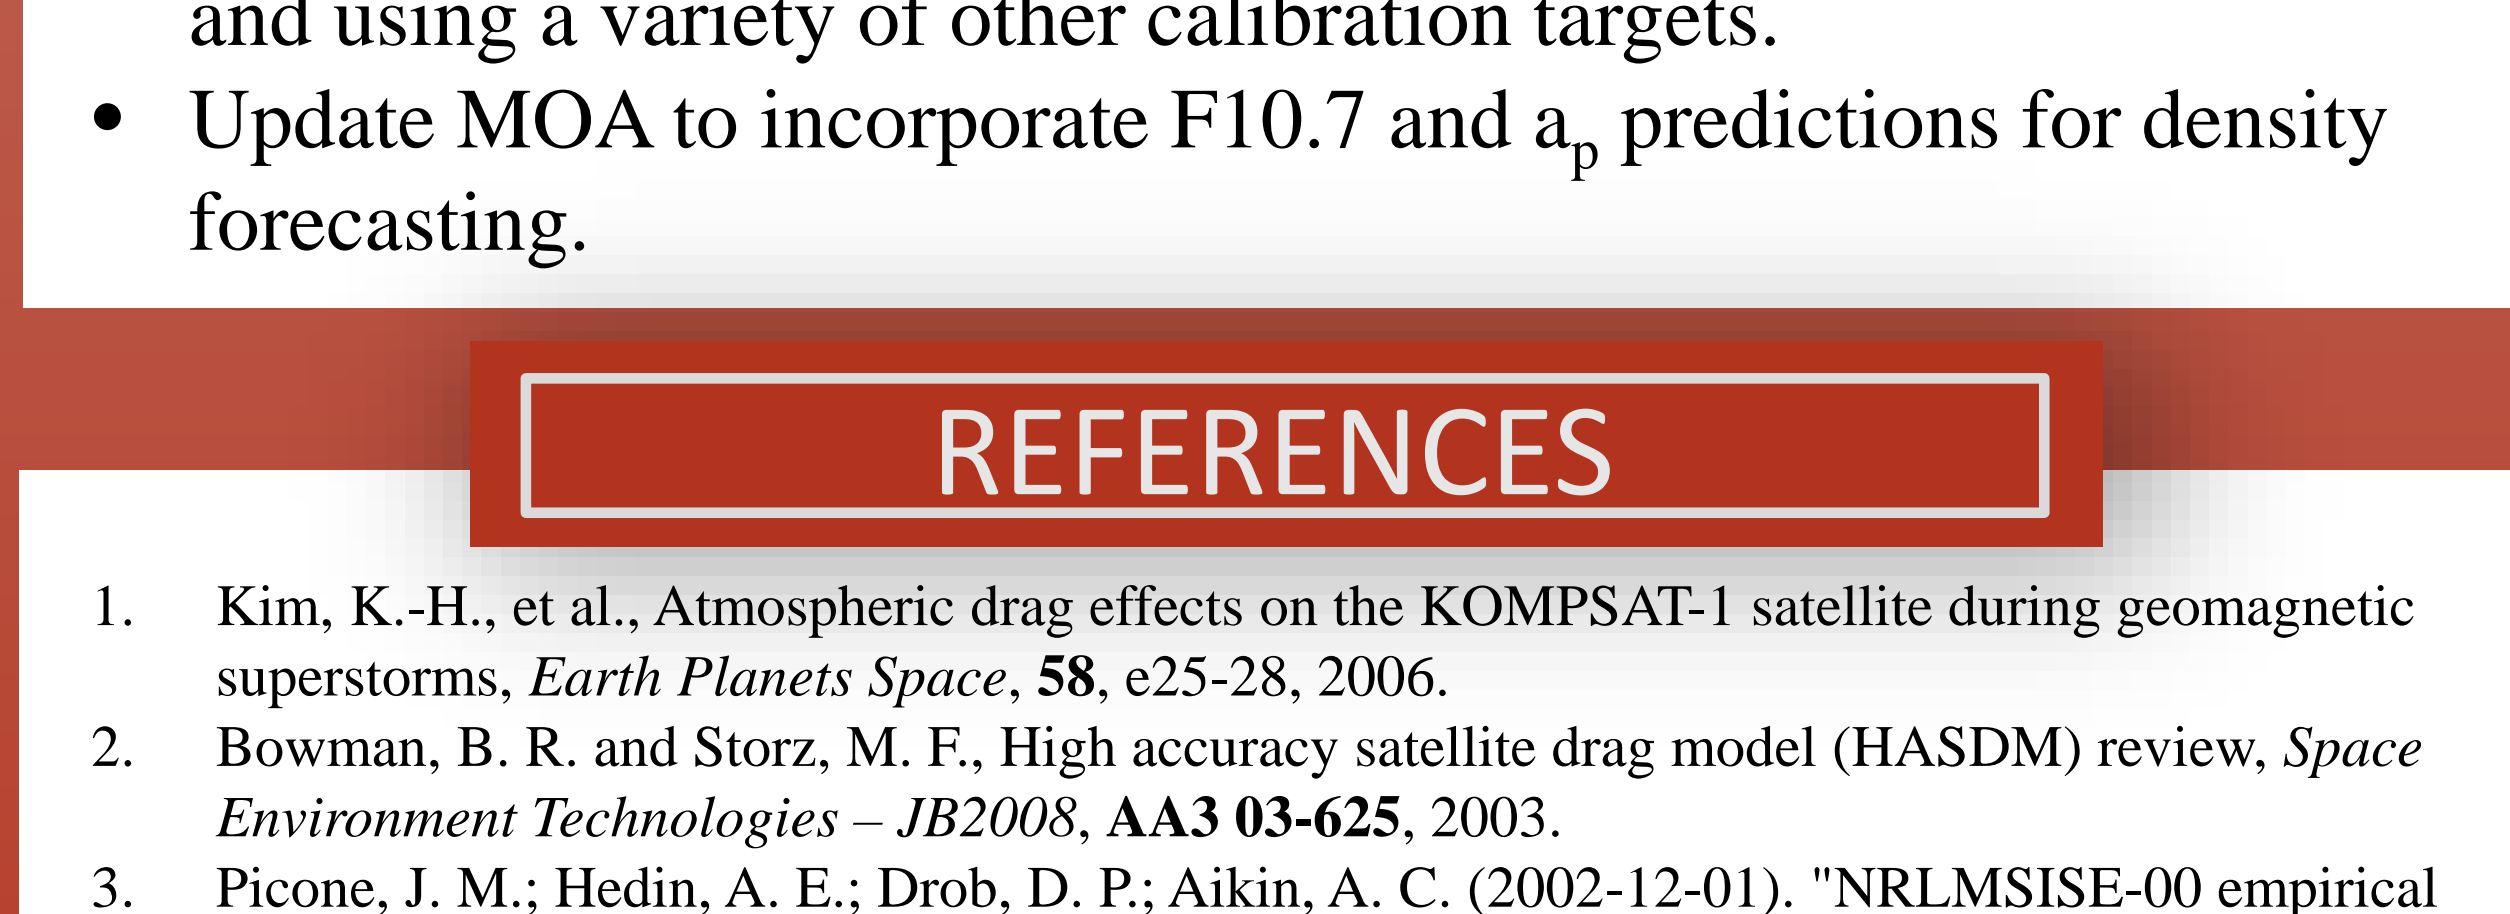 and using a variety of other calibration targets.
• Update MOA to incorporate F10.7 and aₚ predictions for density
forecasting.
REFERENCES
1. Kim, K.-H., et al., Atmospheric drag effects on the KOMPSAT-1 satellite during geomagnetic
superstorms, Earth Planets Space, 58, e25-28, 2006.
2. Bowman, B. R. and Storz, M. F., High accuracy satellite drag model (HASDM) review, Space
Environment Technologies – JB2008, AA3 03-625, 2003.
3. Picone, J. M.; Hedin, A. E.; Drob, D. P.; Aikin, A. C. (2002-12-01). "NRLMSISE-00 empirical